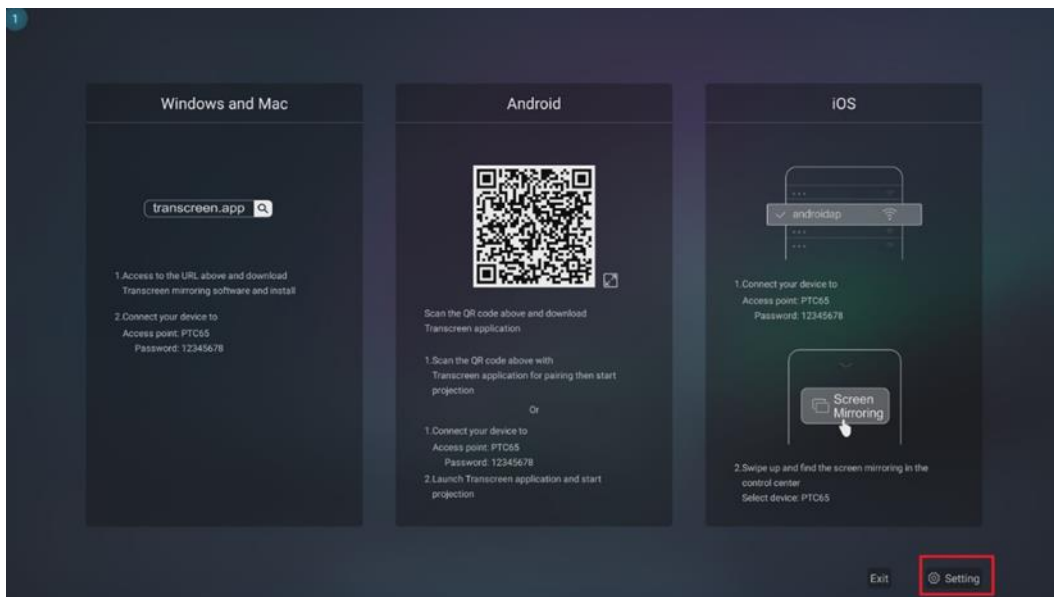 1
Windows and Mac
transcreen.app
1.Access to the URL above and download
Transcreen mirroring software and install
2.Connect your device to
Access point: PTC65
Password: 12345678
Android
Scan the QR code above and download
Transcreen application
1.Scan the QR code above with
Transcreen application for pairing then start
projection
Or
1.Connect your device to
Access point: PTC65
Password: 12345678
2.Launch Transcreen application and start
projection
iOS
androidap
1.Connect your device to
Access point: PTC65
Password: 12345678
Screen
Mirroring
2.Swipe up and find the screen mirroring in the
control center
Select device: PTC65
Exit
Setting